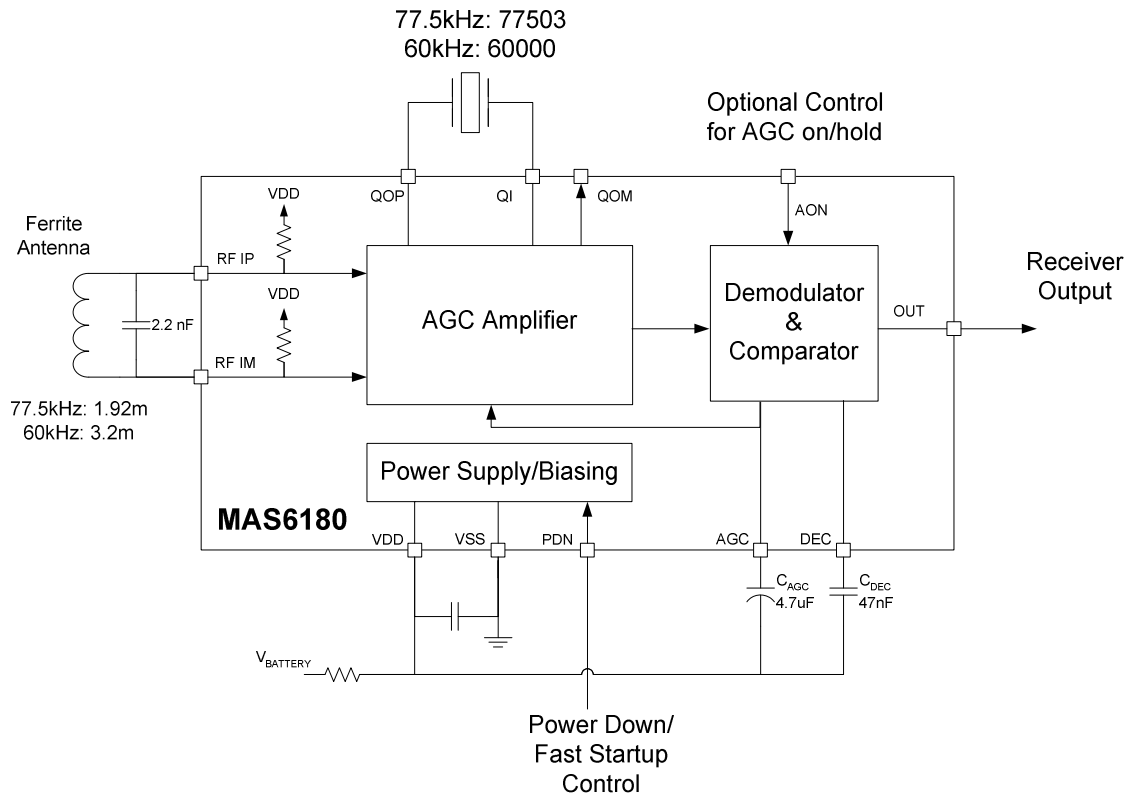 77.5kHz: 77503
60kHz: 60000
Optional Control
for AGC on/hold
QOP
QI
QOM
AON
VDD
Ferrite
Antenna
RF IP
VDD
2.2 nF
RF IM
77.5kHz: 1.92m
60kHz: 3.2m
AGC Amplifier
Demodulator
&
Comparator
OUT
Receiver
Output
Power Supply/Biasing
MAS6180
VDD
VSS
PDN
AGC
DEC
CAGC
4.7uF
CDEC
47nF
VBATTERY
Power Down/
Fast Startup
Control